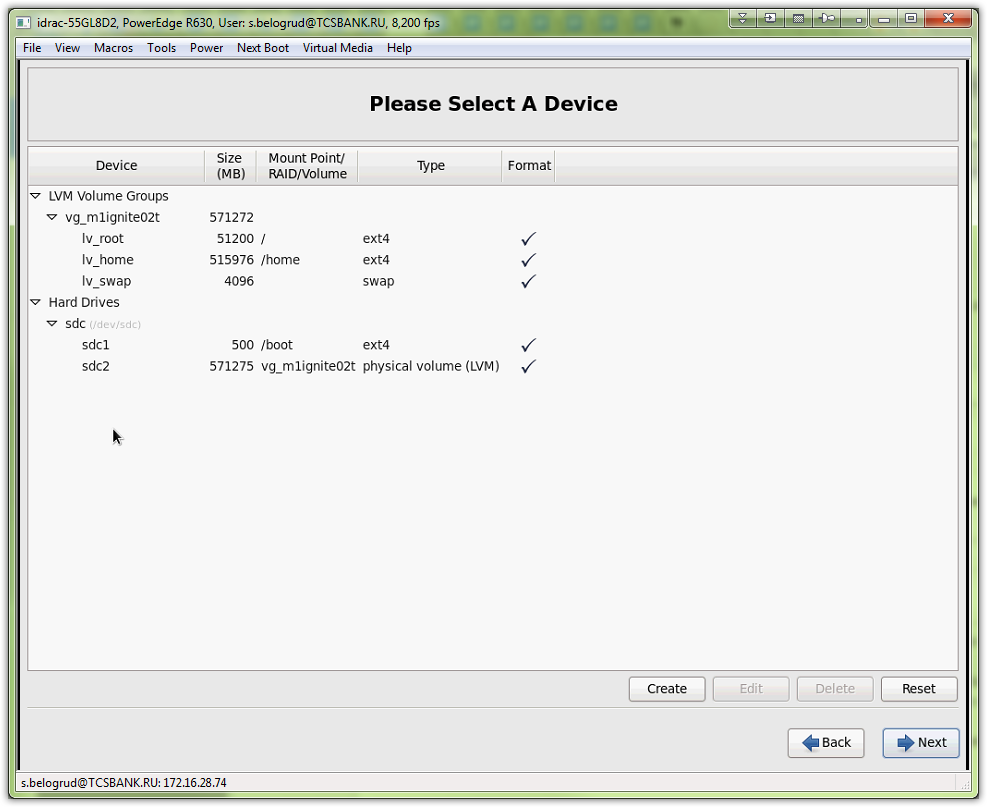 idrac-55GL8D2, PowerEdge R630, User: s.belogrud@TCSBANK.RU, 8,200 fps
File View Macros Tools Power Next Boot Virtual Media Help
Please Select A Device
Device Size (MB) Mount Point/ RAID/Volume Type Format
LVM Volume Groups
vg_m1ignite02t 571272
lv_root 51200 / ext4
lv_home 515976 /home ext4
lv_swap 4096 swap
Hard Drives
sdc (/dev/sdc)
sdc1 500 /boot ext4
sdc2 571275 vg_m1ignite02t physical volume (LVM)
Create Edit Delete Reset
Back Next
s.belogrud@TCSBANK.RU: 172.16.28.74